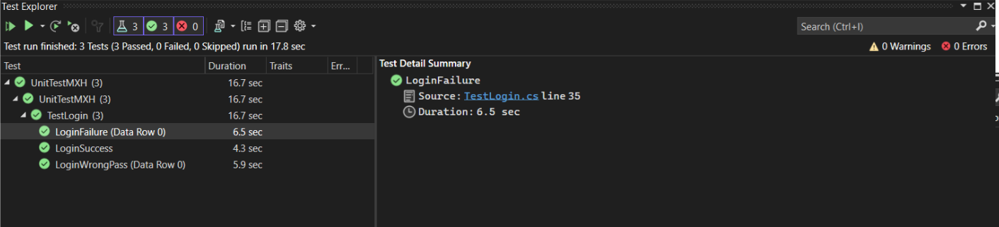 Test Explorer
3 3 0
Search (Ctrl+I)
Test run finished: 3 Tests (3 Passed, 0 Failed, 0 Skipped) run in 17.8 sec
0 Warnings 0 Errors
Test Duration Traits Err...
UnitTestMXH (3) 16.7 sec
UnitTestMXH (3) 16.7 sec
TestLogin (3) 16.7 sec
LoginFailure (Data Row 0) 6.5 sec
LoginSuccess 4.3 sec
LoginWrongPass (Data Row 0) 5.9 sec
Test Detail Summary
LoginFailure
Source: TestLogin.cs line 35
Duration: 6.5 sec